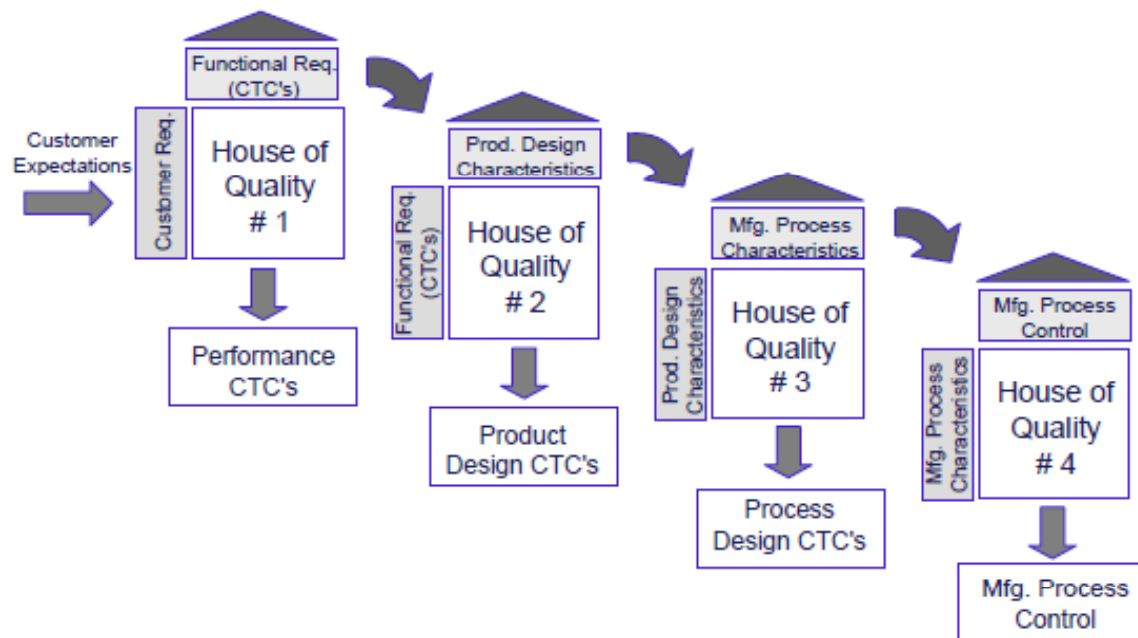 Functional Req.
(CTC's)
Customer
Expectations
Customer Req.
House of
Quality
# 1
Performance
CTC's
Prod. Design
Characteristics
Functional Req.
(CTC's)
House of
Quality
# 2
Product
Design CTC's
Mfg. Process
Characteristics
Prod. Design
Characteristics
House of
Quality
# 3
Process
Design CTC's
Mfg. Process
Control
Mfg. Process
Characteristics
House of
Quality
# 4
Mfg. Process
Control